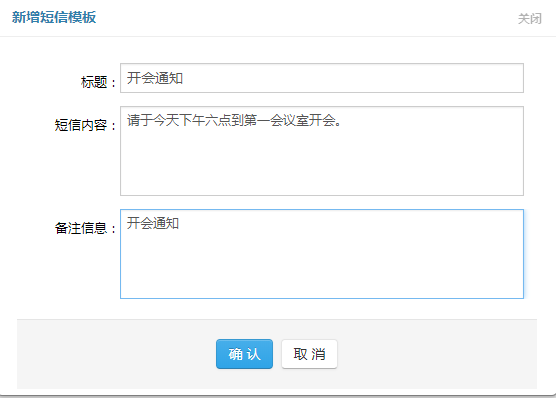 新增短信模板
关闭
标题：
开会通知
短信内容：
请于今天下午六点到第一会议室开会。
备注信息：
开会通知
确 认
取 消